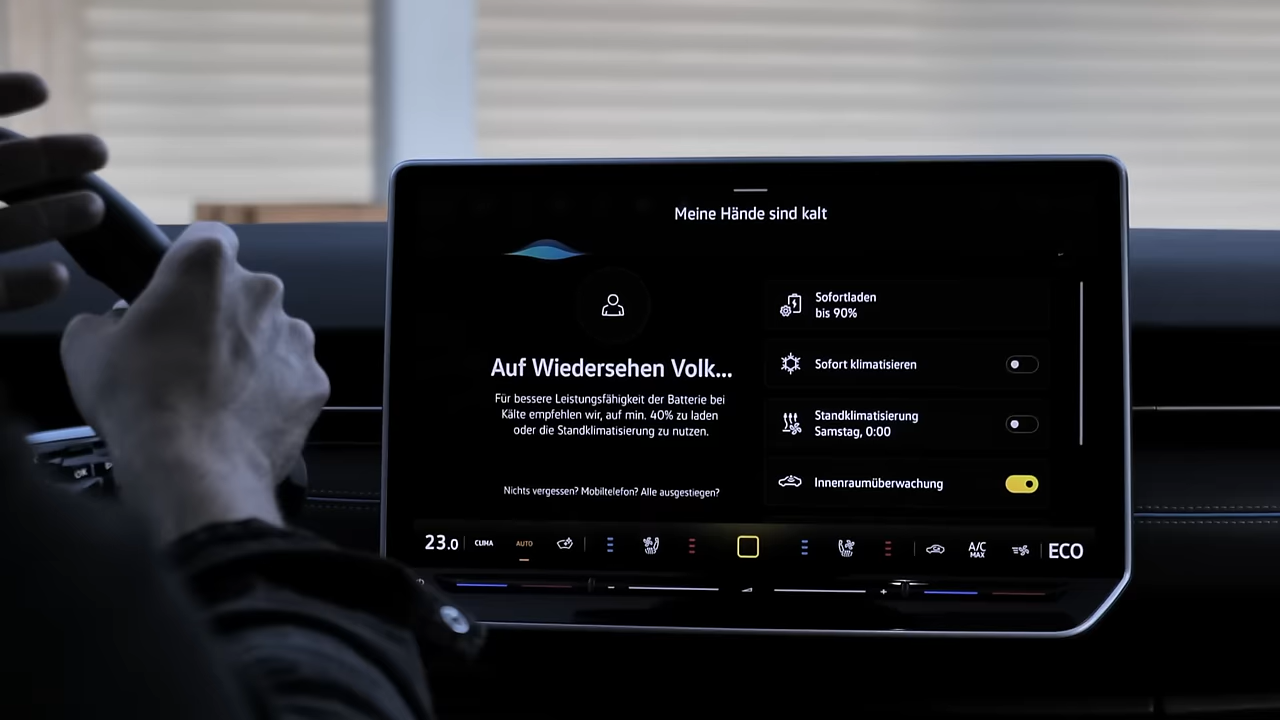 Meine Hände sind kalt
Auf Wiedersehen Volk...
Für bessere Leistungsfähigkeit der Batterie bei
Kälte empfehlen wir, auf min. 40% zu laden
oder die Standklimatisierung zu nutzen.
Nichts vergessen? Mobiltelefon? Alle ausgestiegen?
Sofortladen
bis 90%
Sofort klimatisieren
Standklimatisierung
Samstag, 0:00
Innenraumüberwachung
23.0 CLIMA AUTO A/C MAX ECO
OK